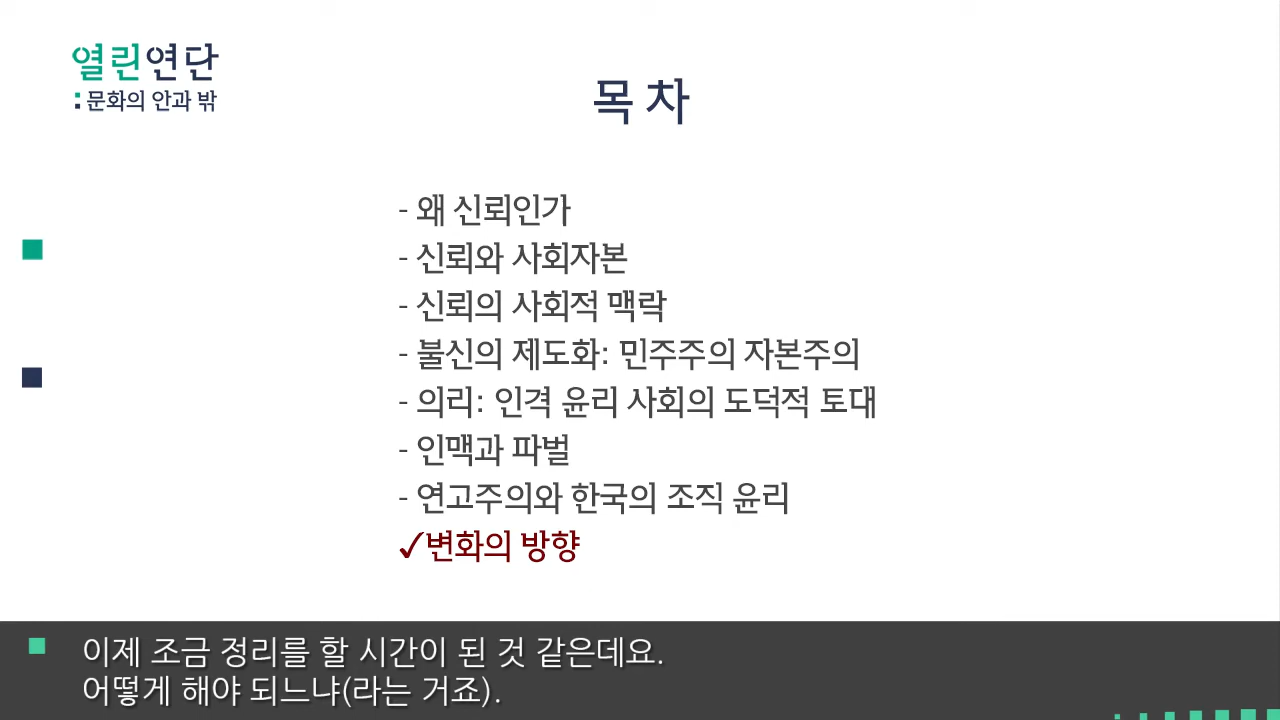 열린연단
: 문화의 안과 밖
목 차
- 왜 신뢰인가
- 신뢰와 사회자본
- 신뢰의 사회적 맥락
- 불신의 제도화: 민주주의 자본주의
- 의리: 인격 윤리 사회의 도덕적 토대
- 인맥과 파벌
- 연고주의와 한국의 조직 윤리
✓변화의 방향
이제 조금 정리를 할 시간이 된 것 같은데요.
어떻게 해야 되느냐(라는 거죠).